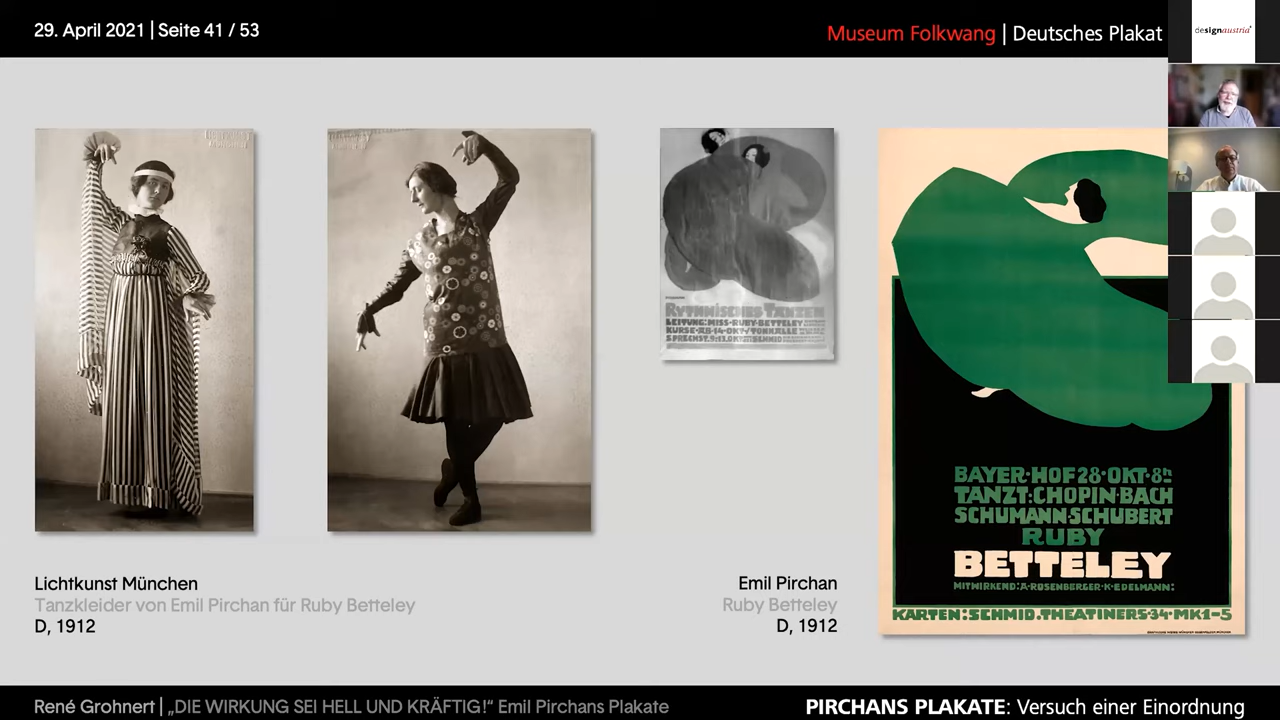 29. April 2021 | Seite 41 / 53
Museum Folkwang | Deutsches Plakat
designaustria
RYTHMISCHES TANZEN
LEITUNG: MISS·RUBY·BETTELEY
BAYER·HOF 28·OKT·8h
TANZT:CHOPIN·BACH
SCHUMANN·SCHUBERT
RUBY
BETTELEY
MITWIRKEND:A·ROSENBERGER·K·EDELMANN:
KARTEN:SCHMID.THEATINERS·34·MK1–5
Lichtkunst München
Tanzkleider von Emil Pirchan für Ruby Betteley
D, 1912
Emil Pirchan
Ruby Betteley
D, 1912
René Grohnert | „DIE WIRKUNG SEI HELL UND KRÄFTIG!“ Emil Pirchans Plakate
PIRCHANS PLAKATE: Versuch einer Einordnung